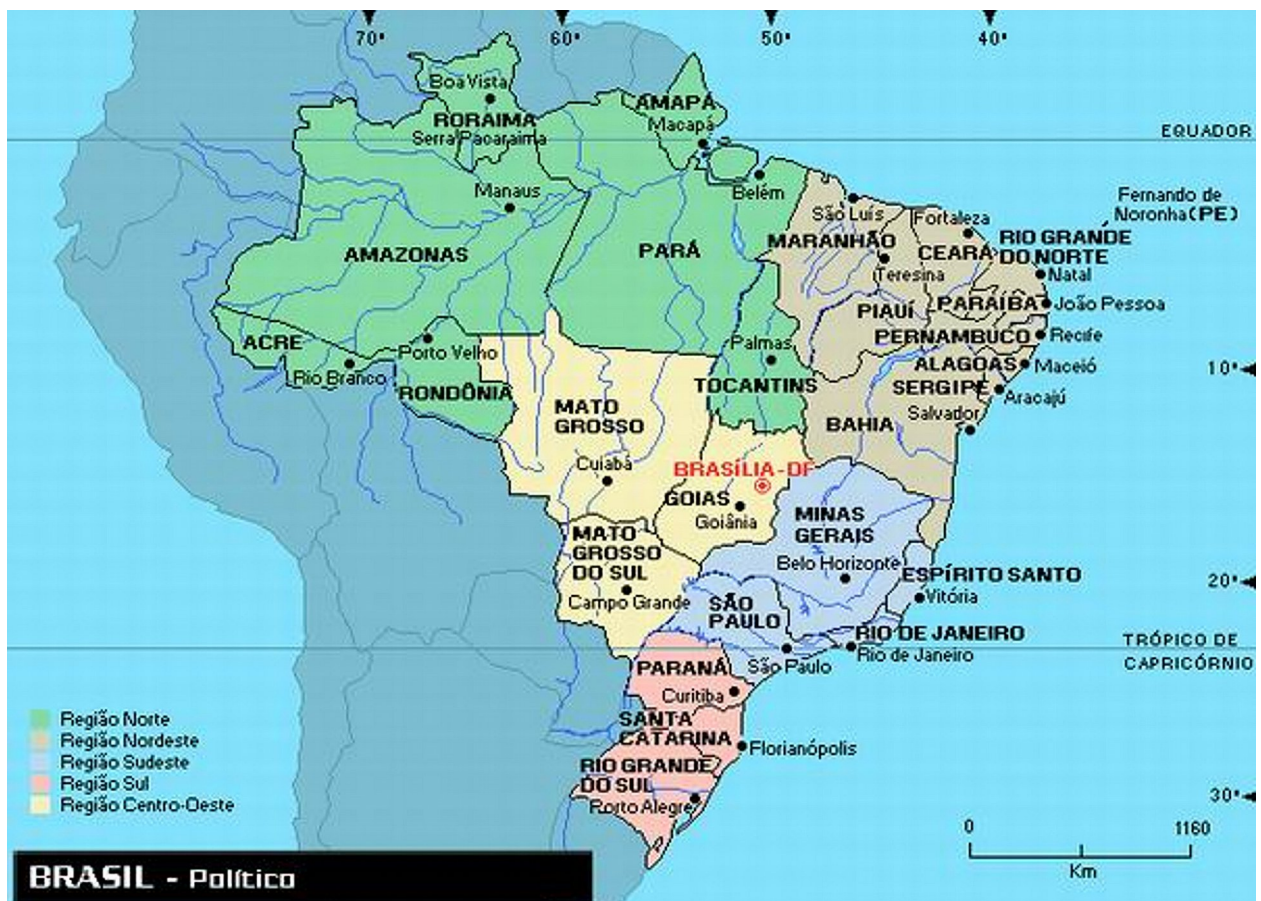 70°
60°
50°
40°
Boa Vista
RORAIMA
Serra Pacaraima
AMAPÁ
Macapá
EQUADOR
Manaus
Belém
São Luís
Fortaleza
Fernando de
Noronha(PE)
AMAZONAS
PARÁ
MARANHÃO
Teresina
CEARÁ
RIO GRANDE
DO NORTE
Natal
PIAUÍ
PARAÍBA
João Pessoa
PERNAMBUCO
Recife
ACRE
Rio Branco
Porto Velho
RONDÔNIA
Palmas
TOCANTINS
ALAGOAS
Maceió
SERGIPE
Aracajú
10°
MATO
GROSSO
Cuiabá
BAHIA
Salvador
BRASÍLIA-DF
GOIAS
Goiânia
MINAS
GERAIS
Belo Horizonte
MATO
GROSSO
DO SUL
Campo Grande
ESPÍRITO SANTO
Vitória
20°
SÃO
PAULO
São Paulo
RIO DE JANEIRO
Rio de Janeiro
TRÓPICO DE
CAPRICÓRNIO
PARANÁ
Curitiba
SANTA
CATARINA
Florianópolis
RIO GRANDE
DO SUL
Porto Alegre
30°
Região Norte
Região Nordeste
Região Sudeste
Região Sul
Região Centro-Oeste
0 1160
Km
BRASIL - Político